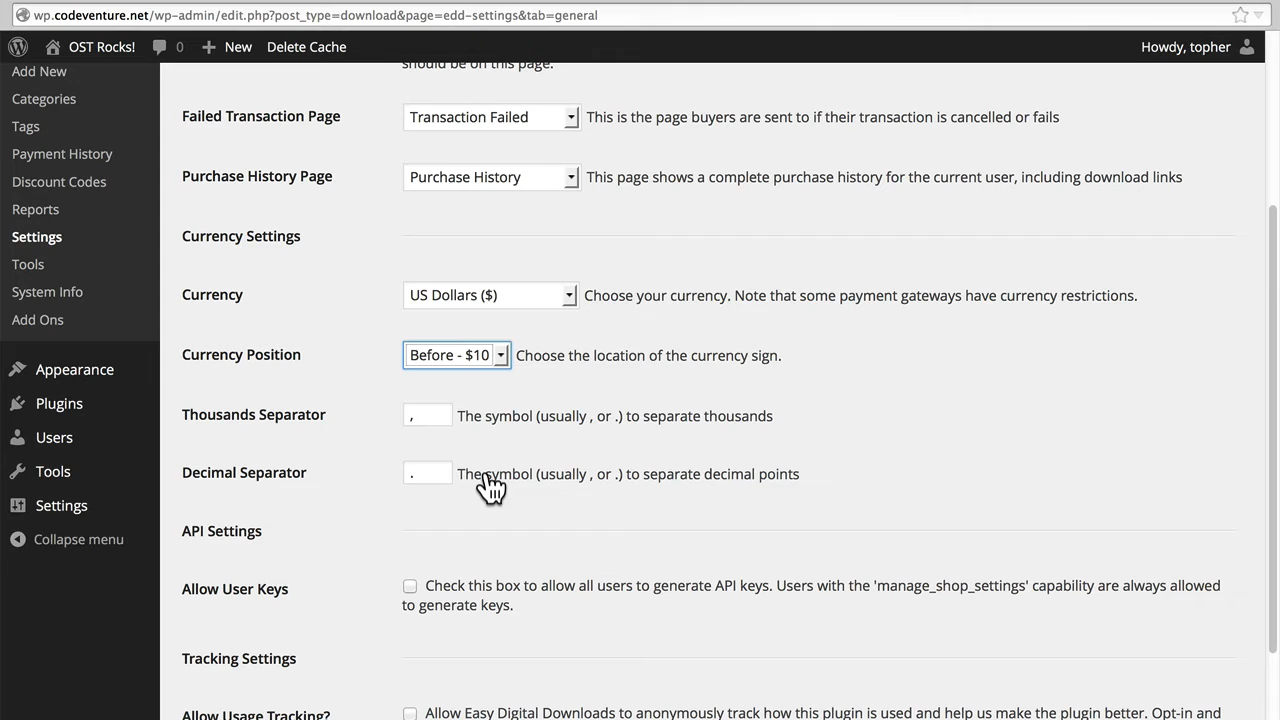 wp.codeventure.net/wp-admin/edit.php?post_type=download&page=edd-settings&tab=general
OST Rocks! 0 New Delete Cache Howdy, topher
should be on this page.
Add New
Categories
Failed Transaction Page Transaction Failed This is the page buyers are sent to if their transaction is cancelled or fails
Tags
Payment History
Purchase History Page Purchase History This page shows a complete purchase history for the current user, including download links
Discount Codes
Reports
Settings
Currency Settings
Tools
System Info
Currency US Dollars ($) Choose your currency. Note that some payment gateways have currency restrictions.
Add Ons
Currency Position Before - $10 Choose the location of the currency sign.
Appearance
Plugins
Thousands Separator , The symbol (usually , or .) to separate thousands
Users
Tools
Decimal Separator . The symbol (usually , or .) to separate decimal points
Settings
API Settings
Collapse menu
Allow User Keys Check this box to allow all users to generate API keys. Users with the 'manage_shop_settings' capability are always allowed
to generate keys.
Tracking Settings
Allow Usage Tracking? Allow Easy Digital Downloads to anonymously track how this plugin is used and help us make the plugin better. Opt-in and